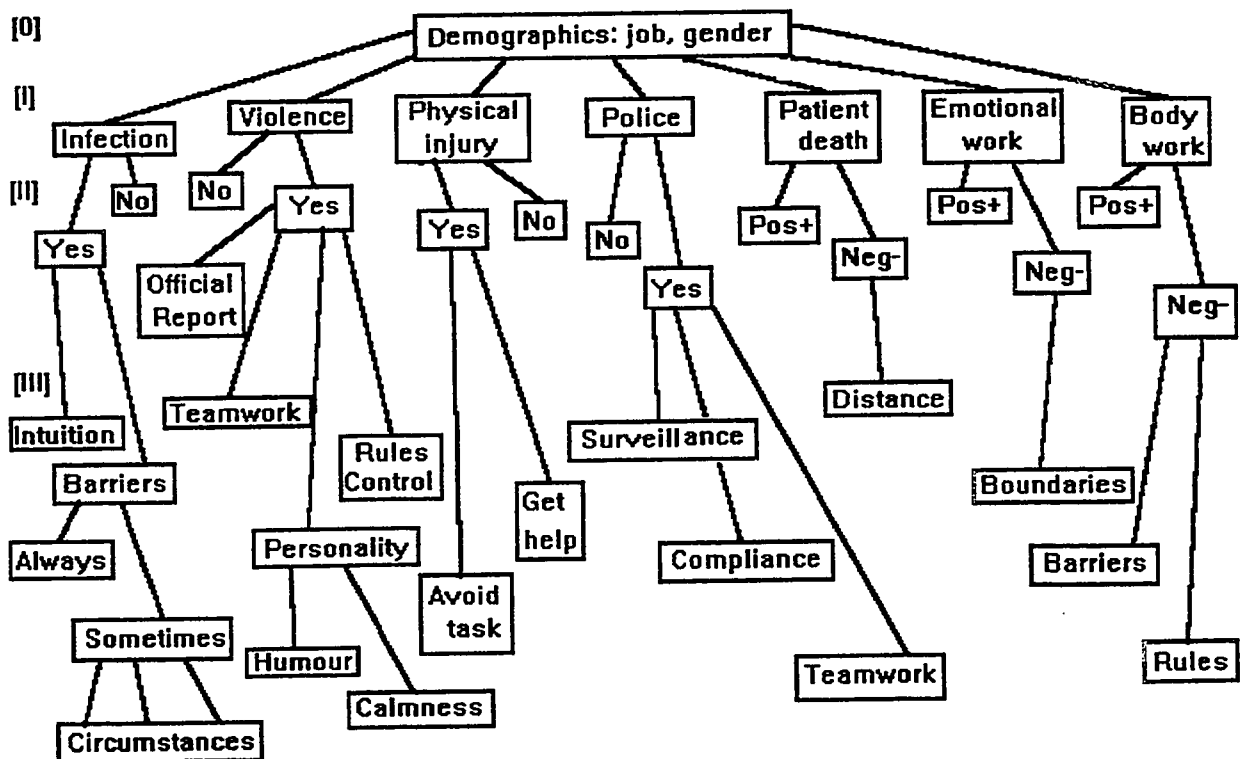 [0]
Demographics: job, gender
[I]
Infection
Violence
Physical
injury
Police
Patient
death
Emotional
work
Body
work
[II]
No
No
Yes
Yes
No
No
Pos+
Pos+
Pos+
Yes
Official
Report
Yes
Neg-
Neg-
Neg-
[III]
Intuition
Teamwork
Rules
Control
Surveillance
Distance
Barriers
Get
help
Boundaries
Always
Personality
Avoid
task
Compliance
Barriers
Sometimes
Humour
Calmness
Teamwork
Rules
Circumstances